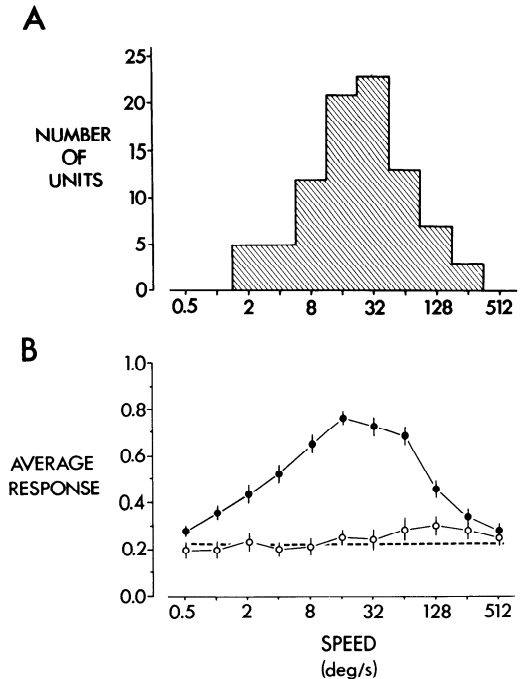 A
25
20
NUMBER
OF
15
UNITS
10
5
0
0.5 2 8 32 128 512
B
1.0
0.8
AVERAGE
0.6
RESPONSE
0.4
0.2
0.0
0.5 2 8 32 128 512
SPEED
(deg/s)